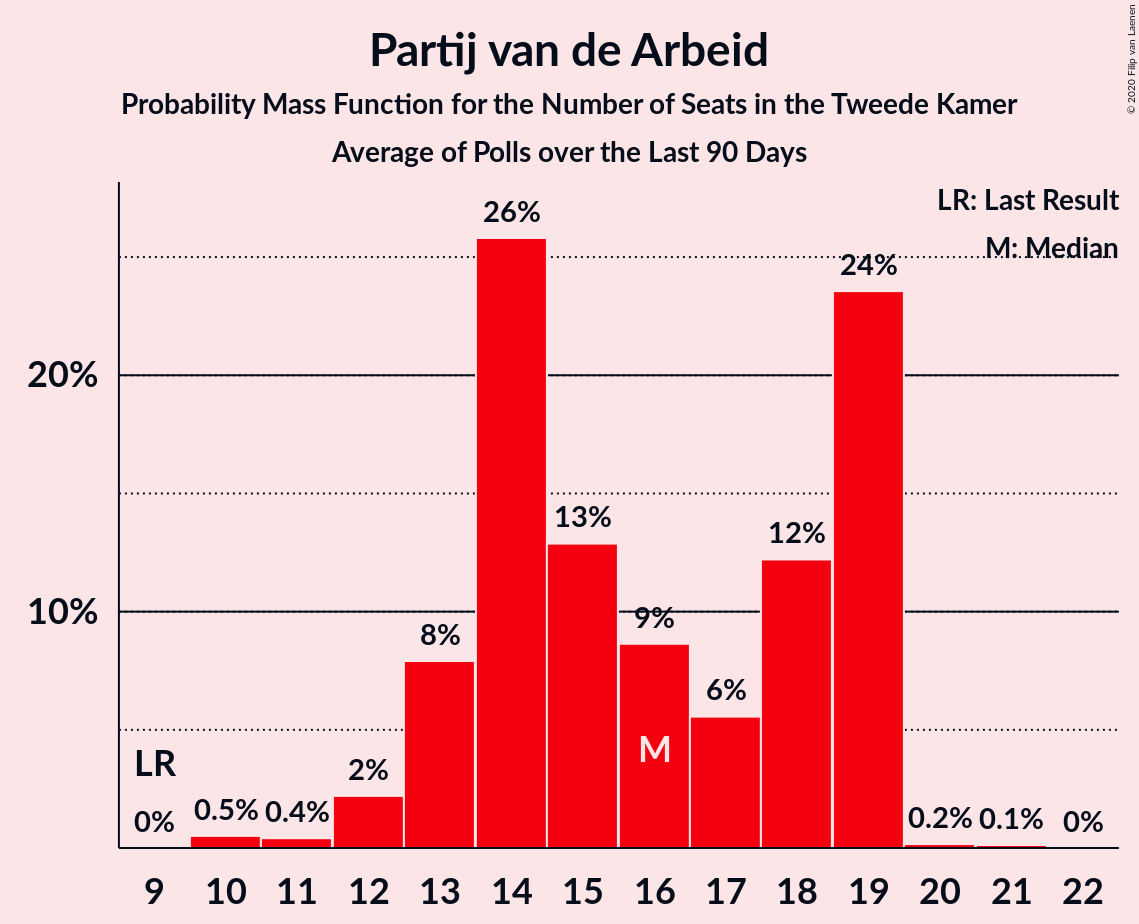 Partij van de Arbeid
Probability Mass Function for the Number of Seats in the Tweede Kamer
Average of Polls over the Last 90 Days
© 2020 Filip van Laenen
LR: Last Result
M: Median
26%
24%
20%
13%
12%
10%
9%
8%
6%
M
LR
2%
0%
0.5%
0.4%
0.2%
0.1%
0%
9 10 11 12 13 14 15 16 17 18 19 20 21 22